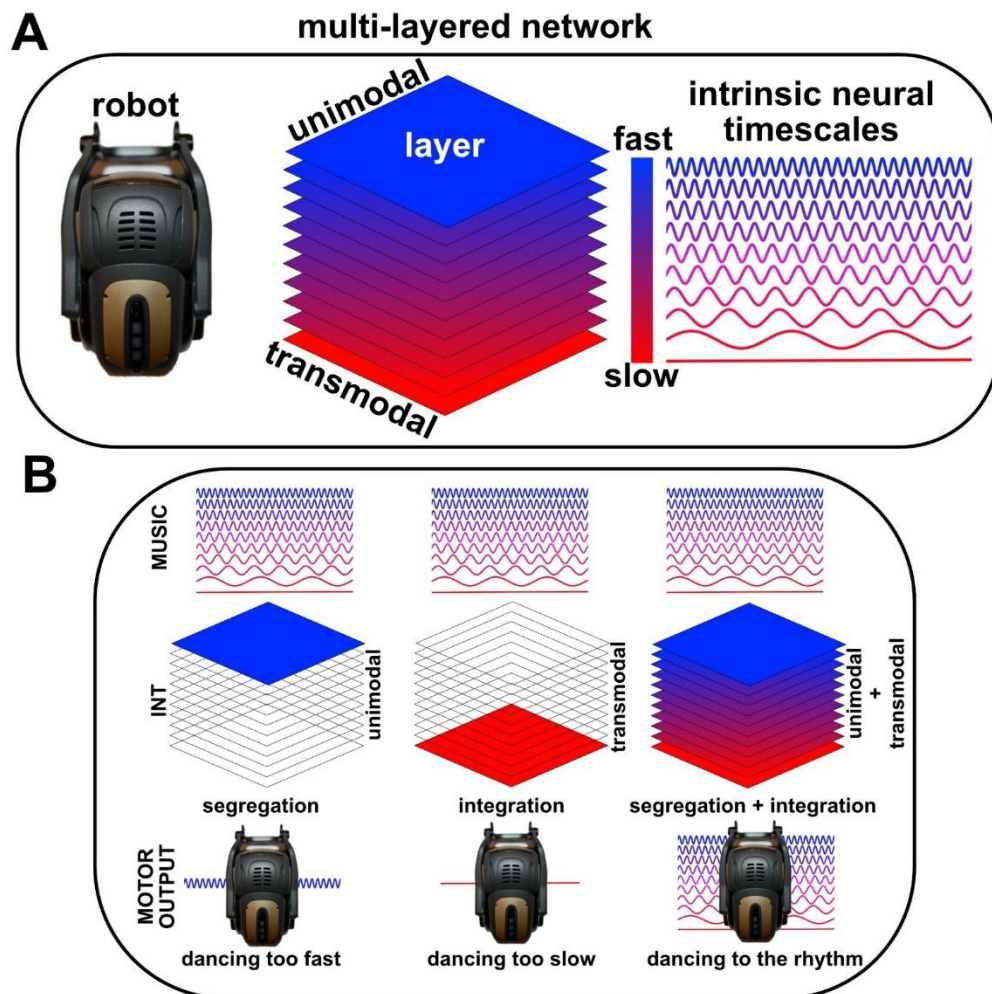 A
multi-layered network
robot
unimodal
layer
transmodal
fast
slow
intrinsic neural
timescales
B
MUSIC
INT
unimodal
transmodal
unimodal
+
transmodal
segregation
integration
segregation + integration
MOTOR
OUTPUT
dancing too fast
dancing too slow
dancing to the rhythm